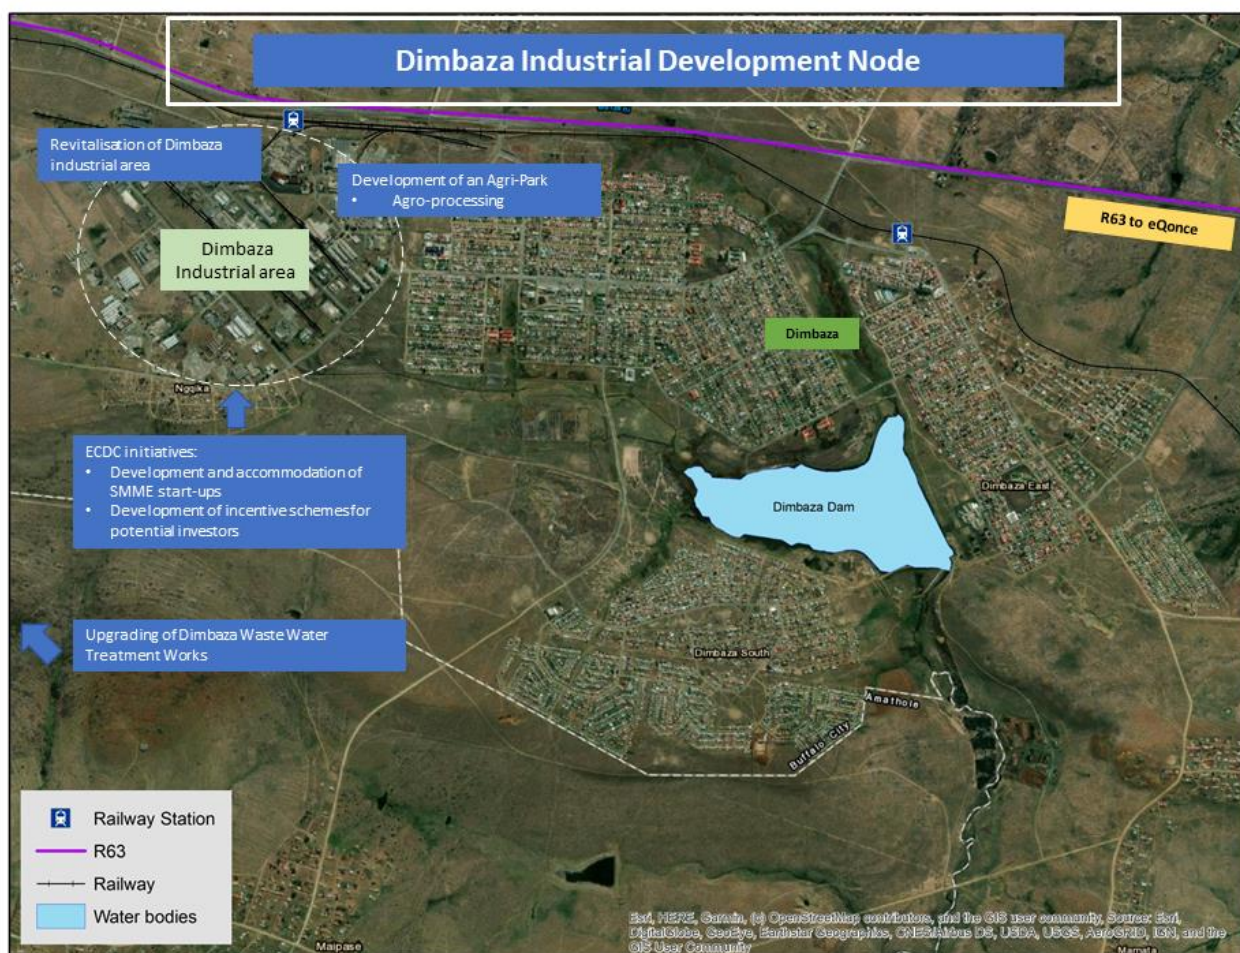 Dimbaza Industrial Development Node
Revitalisation of Dimbaza
industrial area
Development of an Agri-Park
• Agro-processing
R63 to eQonce
Dimbaza
Industrial area
Dimbaza
Ngqika
ECDC initiatives:
• Development and accommodation of
SMME start-ups
• Development of incentive schemes for
potential investors
Dimbaza East
Dimbaza Dam
Upgrading of Dimbaza Waste Water
Treatment Works
Dimbaza South
Amathole
Buffalo City
Railway Station
R63
Railway
Water bodies
Maipase
Mamata
Esri, HERE, Garmin, (c) OpenStreetMap contributors, and the GIS user community, Source: Esri,
DigitalGlobe, GeoEye, Earthstar Geographics, CNES/Airbus DS, USDA, USGS, AeroGRID, IGN, and the
GIS User Community